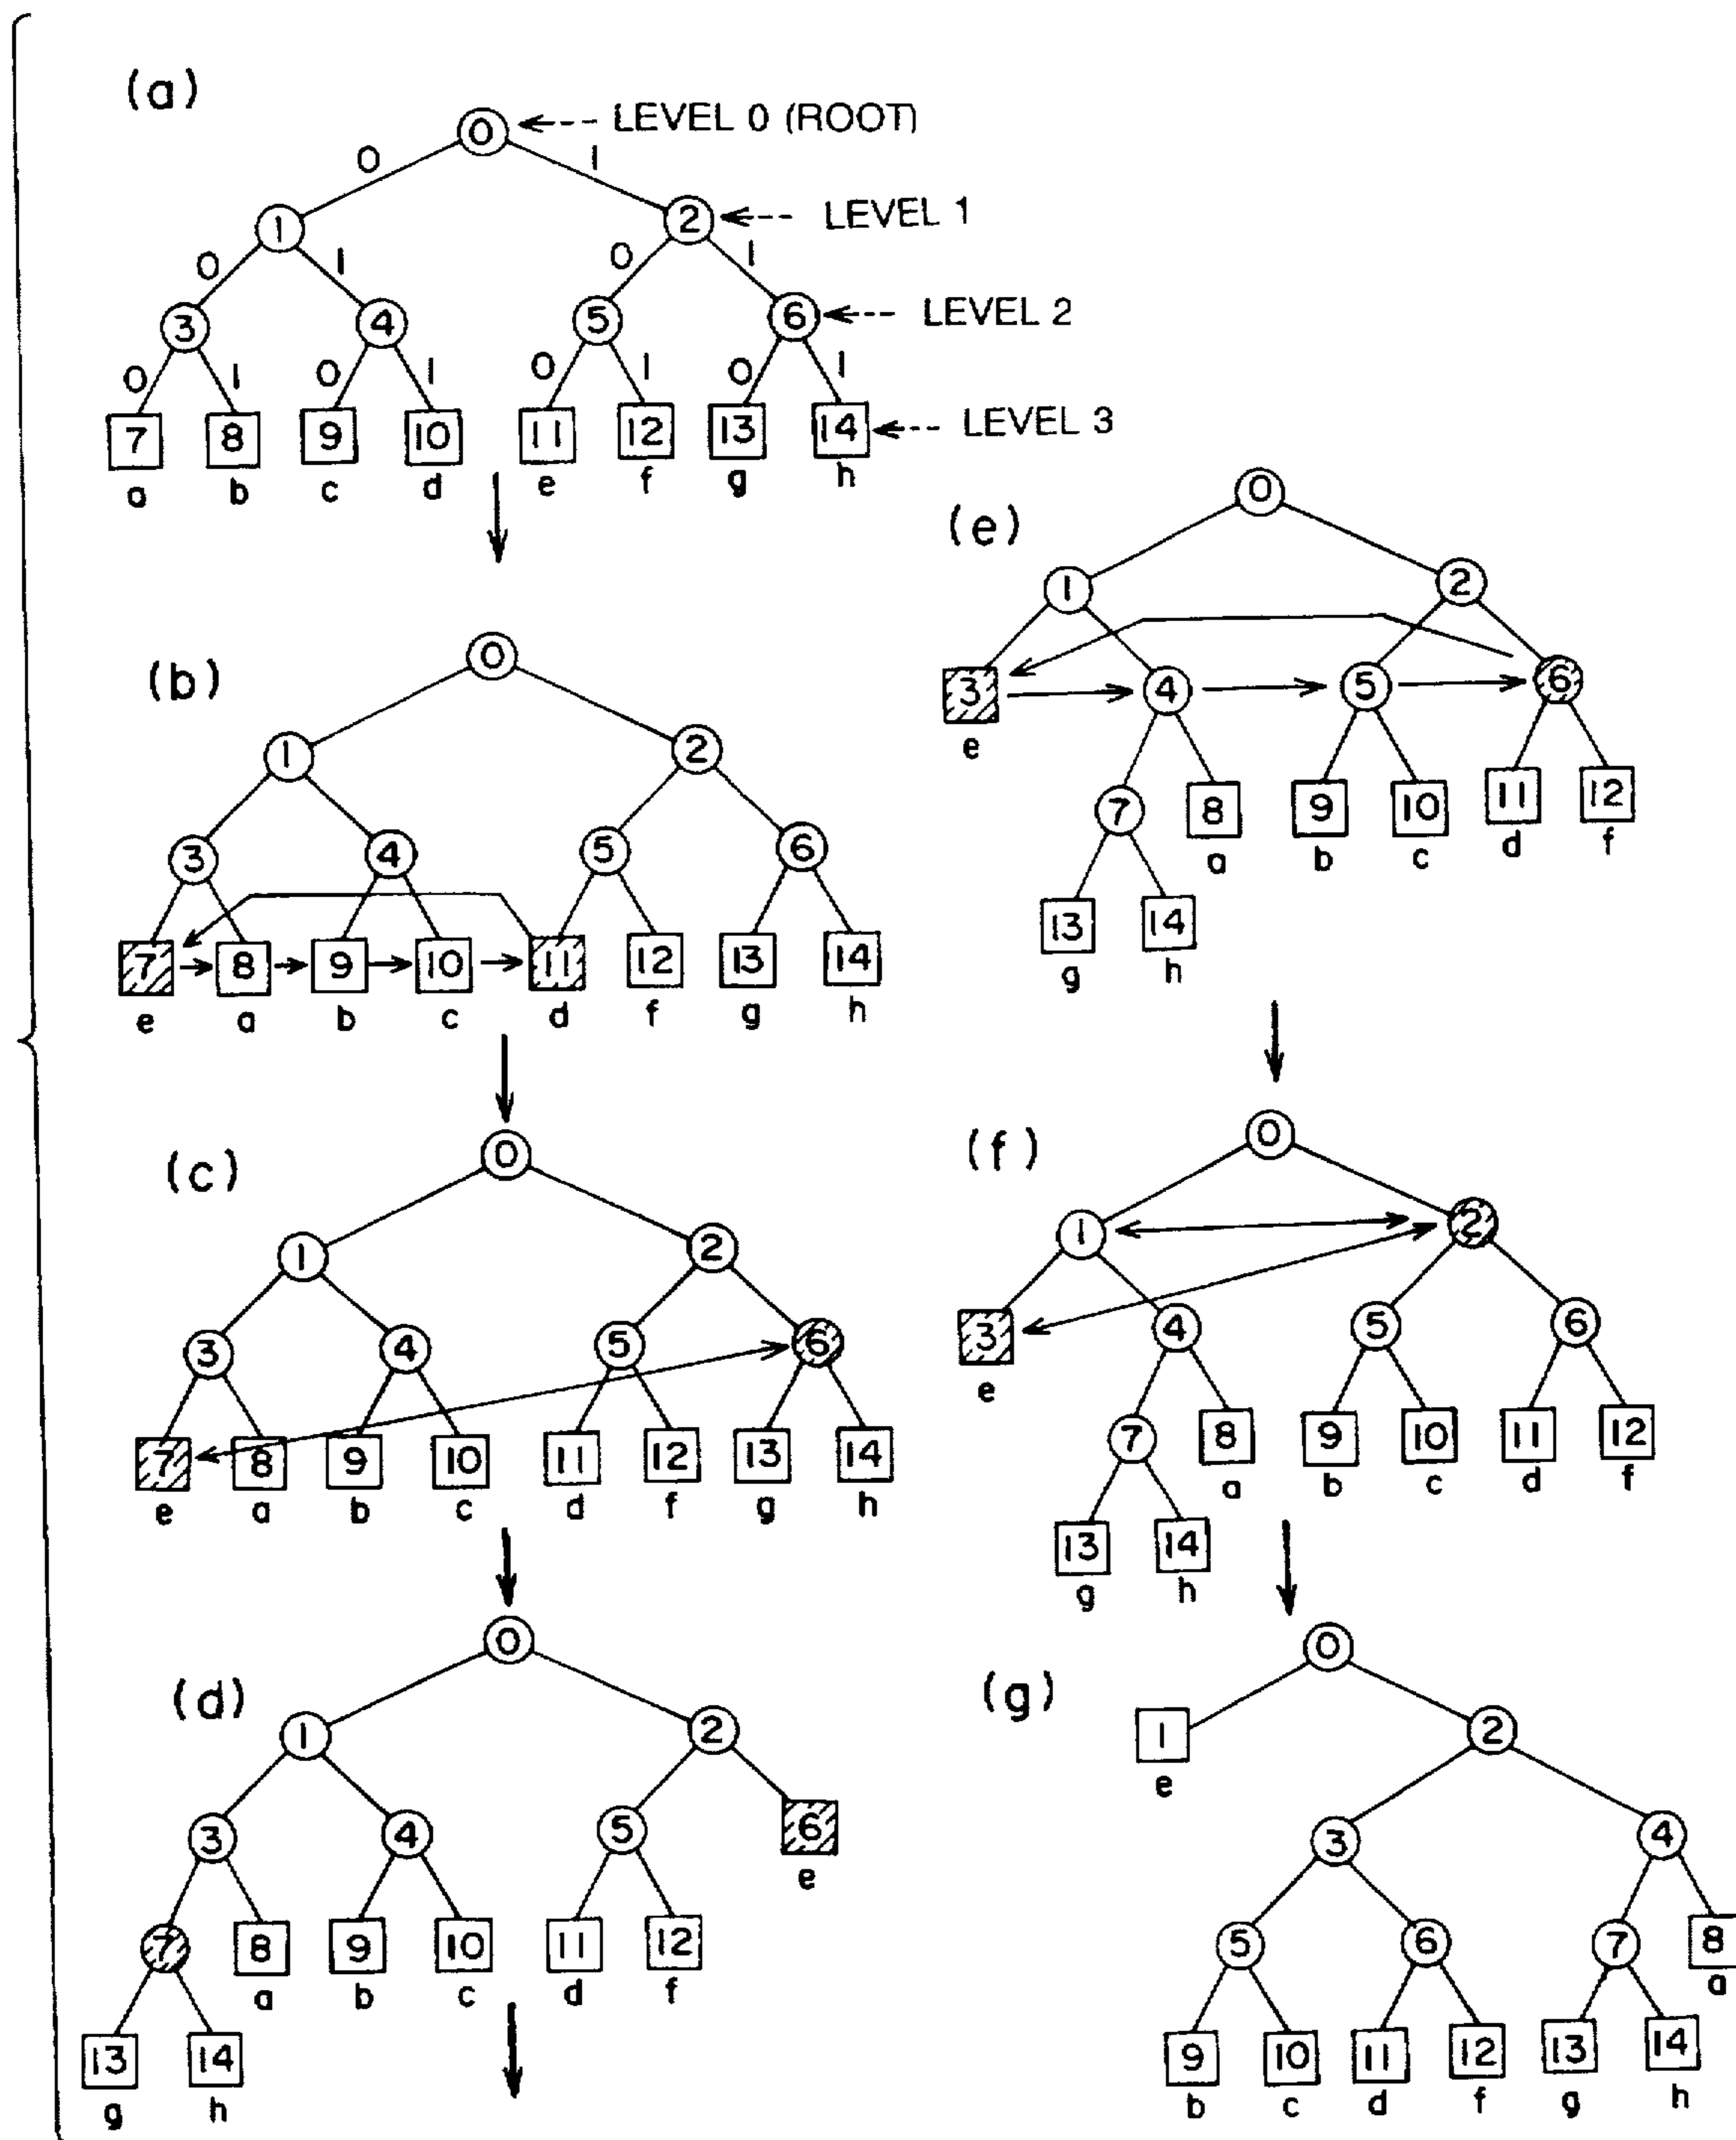 (a)
0 LEVEL 0 (ROOT)
0 1
1 2 LEVEL 1
0 1 0 1
3 4 5 6 LEVEL 2
0 1 0 1 0 1 0 1
7 8 9 10 11 12 13 14 LEVEL 3
a b c d e f g h
(b)
0
1 2
3 4 5 6
7 8 9 10 11 12 13 14
e a b c d f g h
(c)
0
1 2
3 4 5 6
7 8 9 10 11 12 13 14
e a b c d f g h
(d)
0
1 2
3 4 5 6
e
7 8 9 10 11 12
a b c d f
13 14
g h
(e)
0
1 2
3 4 5 6
e
7 8 9 10 11 12
a b c d f
13 14
g h
(f)
0
1 2
3 4 5 6
e
7 8 9 10 11 12
a b c d f
13 14
g h
(g)
0
1 2
e
3 4
5 6 7 8
a
9 10 11 12 13 14
b c d f g h